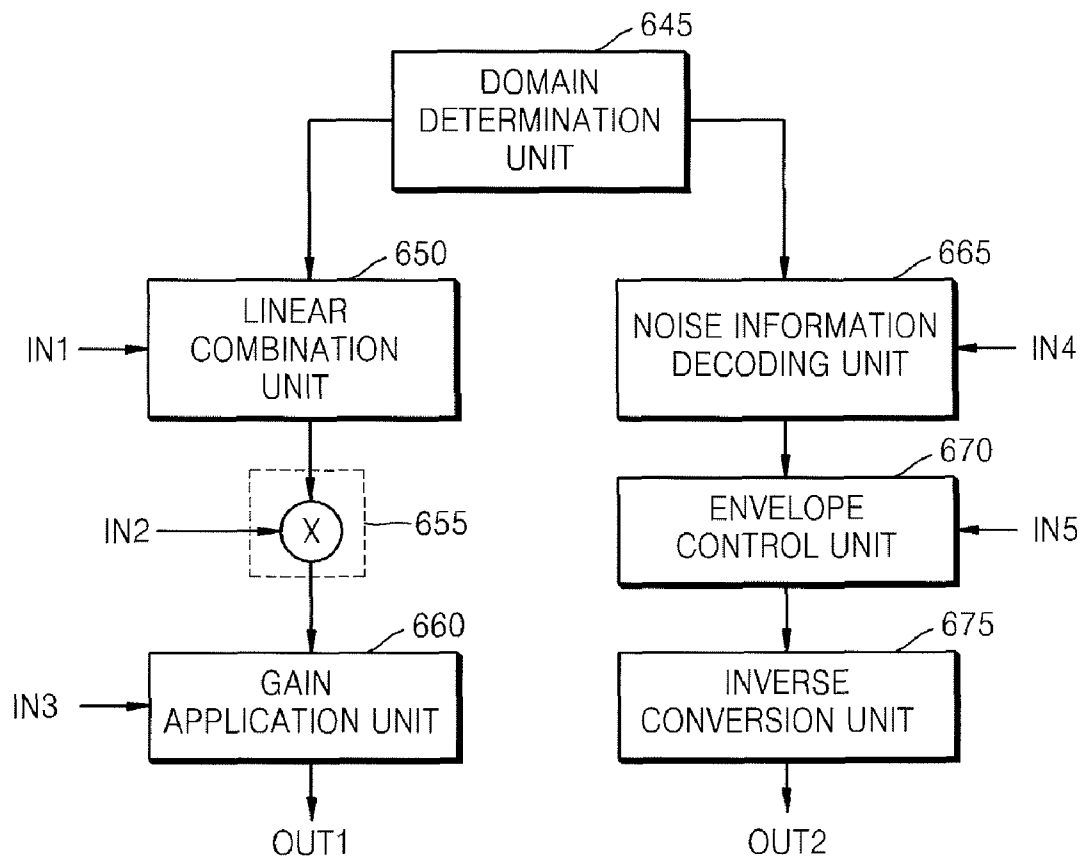 645
DOMAIN
DETERMINATION
UNIT
650
LINEAR
COMBINATION
UNIT
IN1
665
NOISE INFORMATION
DECODING UNIT
IN4
IN2
X
655
670
ENVELOPE
CONTROL UNIT
IN5
660
GAIN
APPLICATION UNIT
IN3
675
INVERSE
CONVERSION UNIT
OUT1
OUT2